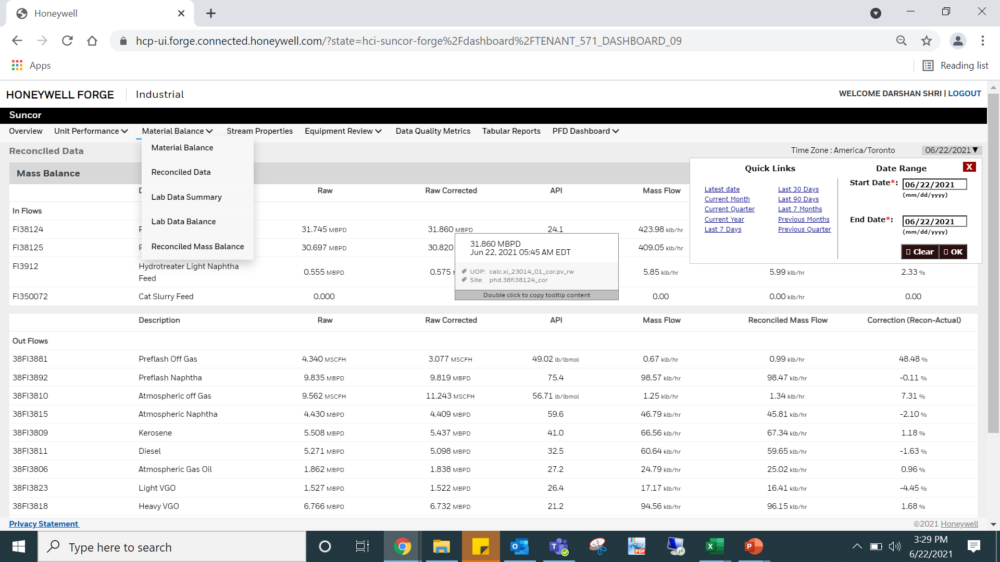 Honeywell
hcp-ui.forge.connected.honeywell.com/?state=hci-suncor-forge%2Fdashboard%2FTENANT_571_DASHBOARD_09
Apps
Reading list
HONEYWELL FORGE Industrial
WELCOME DARSHAN SHRI | LOGOUT
Suncor
Overview Unit Performance Material Balance Stream Properties Equipment Review Data Quality Metrics Tabular Reports PFD Dashboard
Reconciled Data
Time Zone : America/Toronto 06/22/2021▼
Material Balance
Reconciled Data
Lab Data Summary
Lab Data Balance
Reconciled Mass Balance
Quick Links
Latest date Last 30 Days
Current Month Last 90 Days
Current Quarter Last 7 Months
Current Year Previous Months
Last 7 Days Previous Quarter
Date Range X
Start Date*: 06/22/2021
(mm/dd/yyyy)
End Date*: 06/22/2021
(mm/dd/yyyy)
Clear OK
Mass Balance
D Raw Raw Corrected API Mass Flow
In Flows
FI38124 31.745 MBPD 31.860 MBPD 24.1 423.98 klb/hr
FI38125 30.697 MBPD 30.820 409.05 klb/hr
FI3912 Hydrotreater Light Naphtha Feed 0.555 MBPD 0.575 5.85 klb/hr 5.99 klb/hr 2.33 %
FI350072 Cat Slurry Feed 0.000 0.00 0.00 klb/hr 0.00
31.860 MBPD
Jun 22, 2021 05:45 AM EDT
UOP: calc.xi_23014_01_cor.pv_rw
Site: phd.38fi38124_cor
Double click to copy tooltip content
Description Raw Raw Corrected API Mass Flow Reconciled Mass Flow Correction (Recon-Actual)
Out Flows
38FI3881 Preflash Off Gas 4.340 MSCFH 3.077 MSCFH 49.02 lb/lbmol 0.67 klb/hr 0.99 klb/hr 48.48 %
38FI3892 Preflash Naphtha 9.835 MBPD 9.819 MBPD 75.4 98.57 klb/hr 98.47 klb/hr -0.11 %
38FI3810 Atmospheric off Gas 9.562 MSCFH 11.243 MSCFH 56.71 lb/lbmol 1.25 klb/hr 1.34 klb/hr 7.31 %
38FI3815 Atmospheric Naphtha 4.430 MBPD 4.409 MBPD 59.6 46.79 klb/hr 45.81 klb/hr -2.10 %
38FI3809 Kerosene 5.508 MBPD 5.437 MBPD 41.0 66.56 klb/hr 67.34 klb/hr 1.18 %
38FI3811 Diesel 5.271 MBPD 5.098 MBPD 32.5 60.64 klb/hr 59.65 klb/hr -1.63 %
38FI3806 Atmospheric Gas Oil 1.862 MBPD 1.838 MBPD 27.2 24.79 klb/hr 25.02 klb/hr 0.96 %
38FI3823 Light VGO 1.527 MBPD 1.522 MBPD 26.4 17.17 klb/hr 16.41 klb/hr -4.45 %
38FI3818 Heavy VGO 6.766 MBPD 6.732 MBPD 21.2 94.56 klb/hr 96.15 klb/hr 1.68 %
Privacy Statement
©2021 Honeywell
Type here to search
3:29 PM
6/22/2021